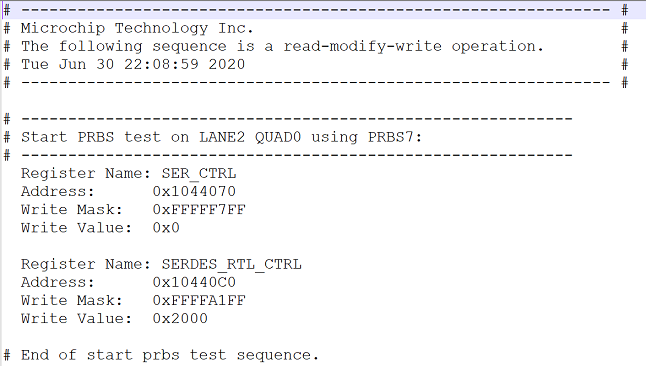 # --------------------------------------------------------------- #
# Microchip Technology Inc. #
# The following sequence is a read-modify-write operation. #
# Tue Jun 30 22:08:59 2020 #
# --------------------------------------------------------------- #
# -----------------------------------------------------------
# Start PRBS test on LANE2 QUAD0 using PRBS7:
# -----------------------------------------------------------
Register Name: SER_CTRL
Address: 0x1044070
Write Mask: 0xFFFFF7FF
Write Value: 0x0
Register Name: SERDES_RTL_CTRL
Address: 0x10440C0
Write Mask: 0xFFFFA1FF
Write Value: 0x2000
# End of start prbs test sequence.